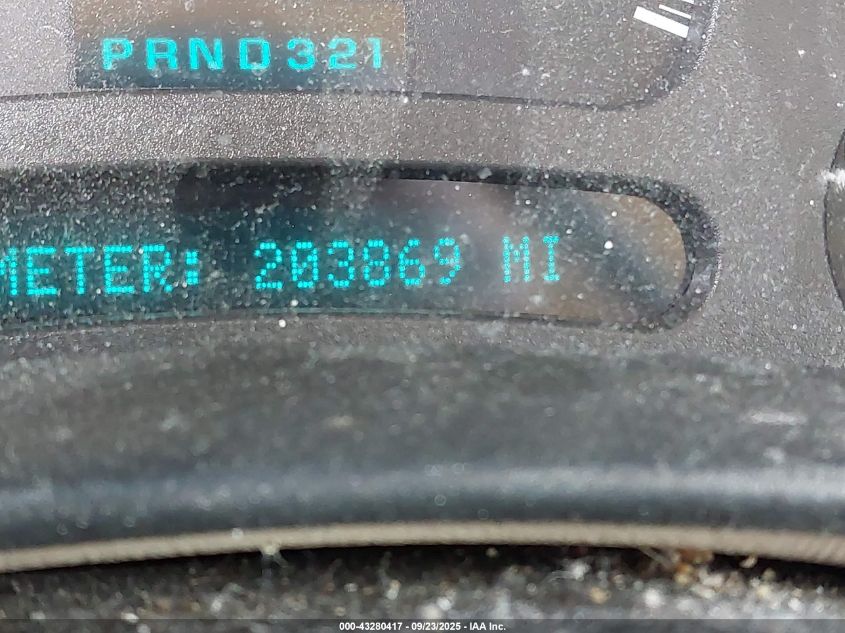 PRND321
METER: 203869 MI
000-43280417 - 09/23/2025 - IAA Inc.